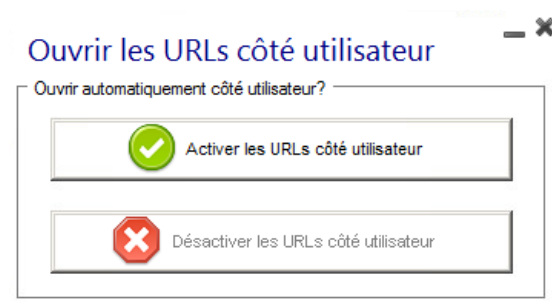 Ouvrir les URLs côté utilisateur
Ouvrir automatiquement côté utilisateur?
Activer les URLs côté utilisateur
Désactiver les URLs côté utilisateur